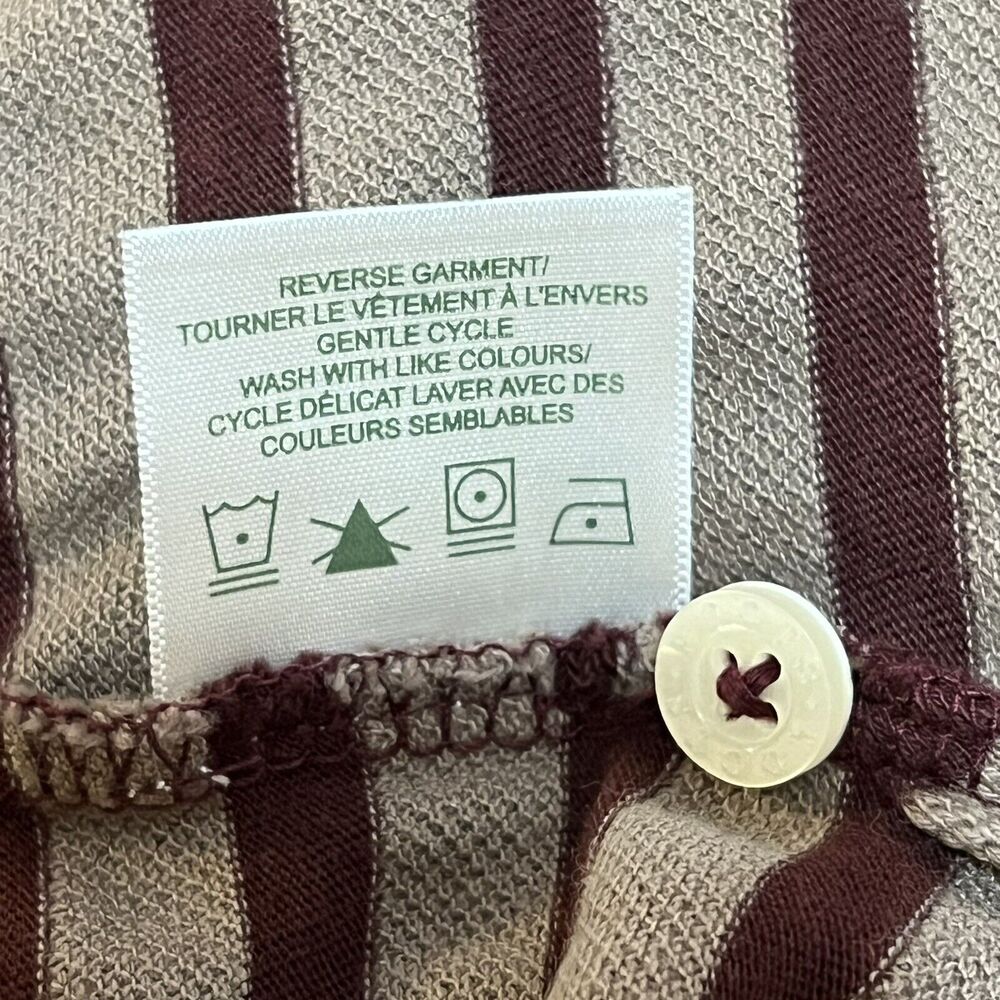 REVERSE GARMENT/
TOURNER LE VÊTEMENT À L'ENVERS
GENTLE CYCLE
WASH WITH LIKE COLOURS/
CYCLE DÉLICAT LAVER AVEC DES
COULEURS SEMBLABLES